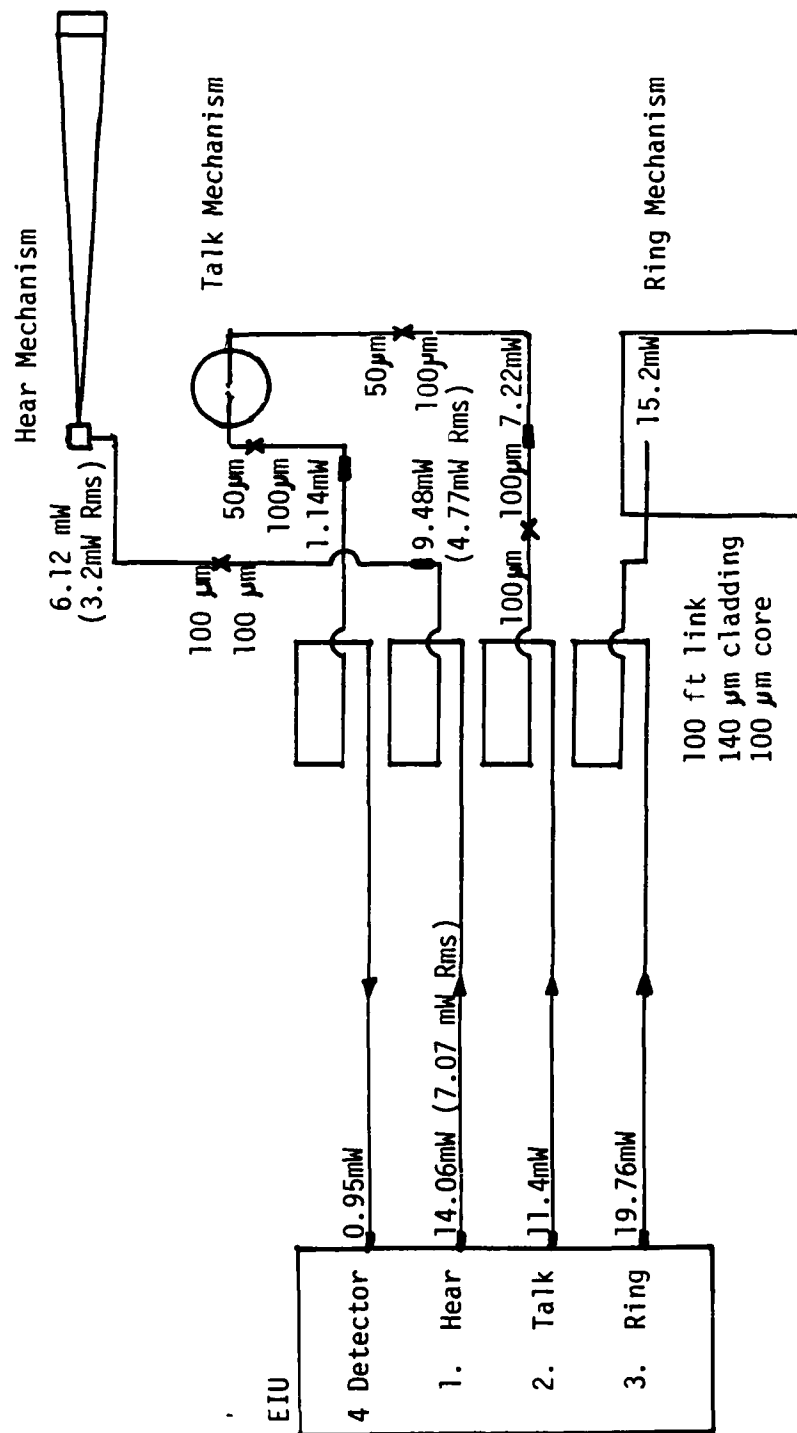 Hear Mechanism
6.12 mW
(3.2mW Rms)
100 µm
100 µm
Talk Mechanism
50µm
100µm
1.14mW
50µm
100µm
9.48mW
(4.77mW Rms)
100µm
100µm
7.22mW
Ring Mechanism
15.2mW
100 ft link
140 µm cladding
100 µm core
EIU
4 Detector
0.95mW
1. Hear
14.06mW (7.07 mW Rms)
2. Talk
11.4mW
3. Ring
19.76mW